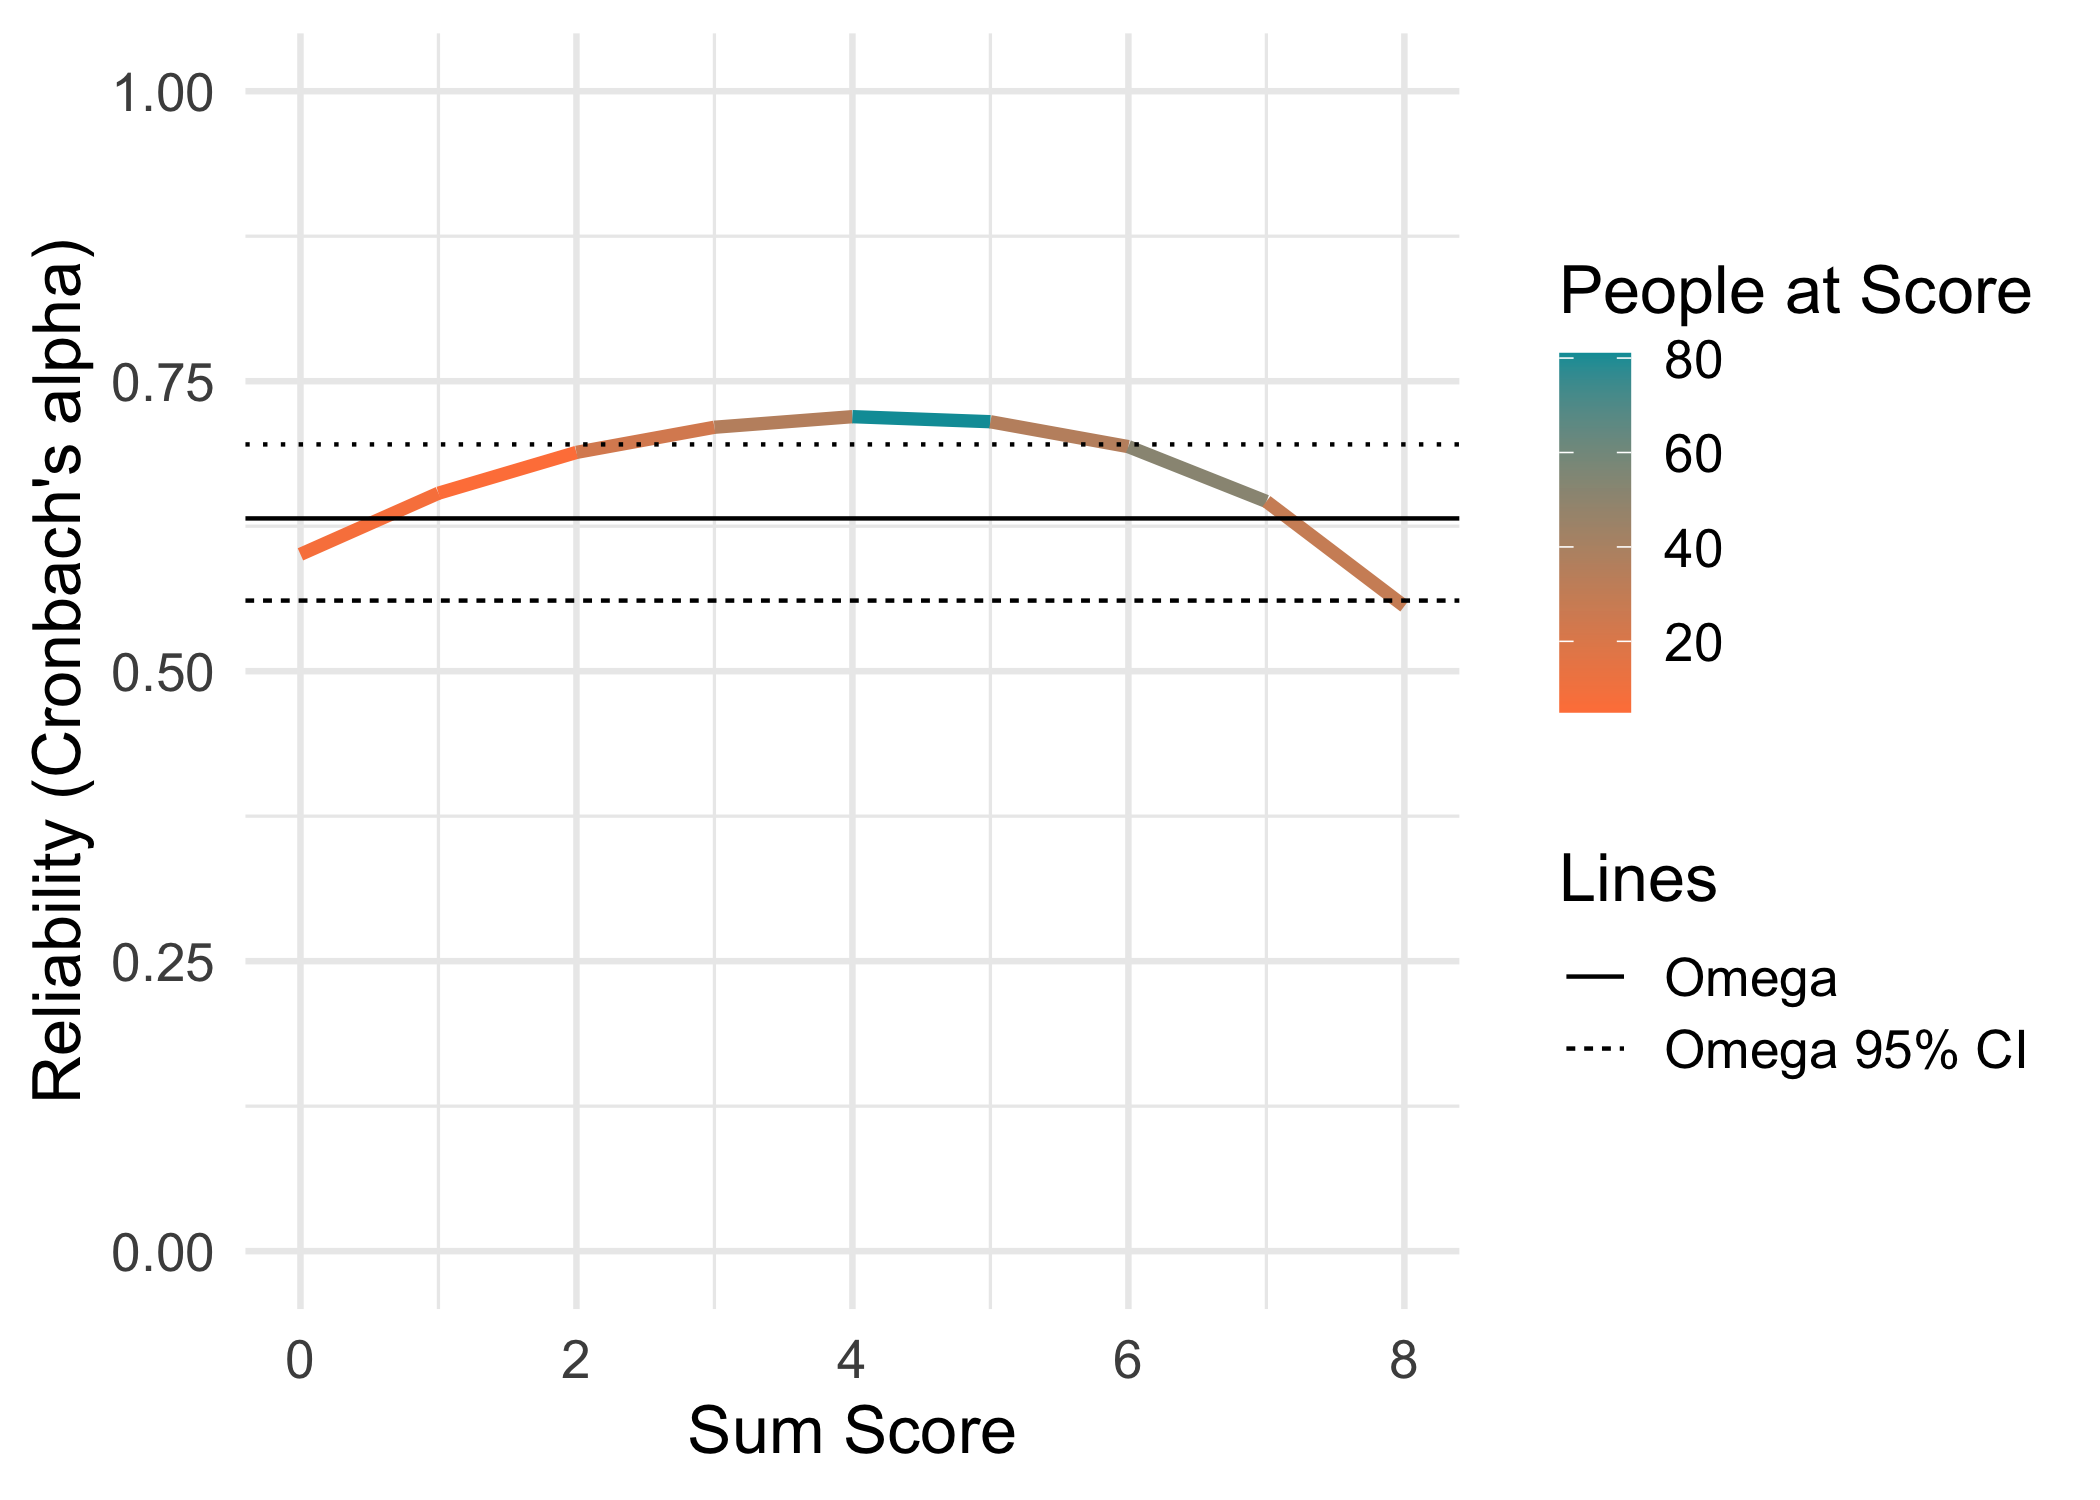 Reliability (Cronbach's alpha)
1.00
0.75
0.50
0.25
0.00
0 2 4 6 8
Sum Score
People at Score
80
60
40
20
Lines
Omega
Omega 95% CI